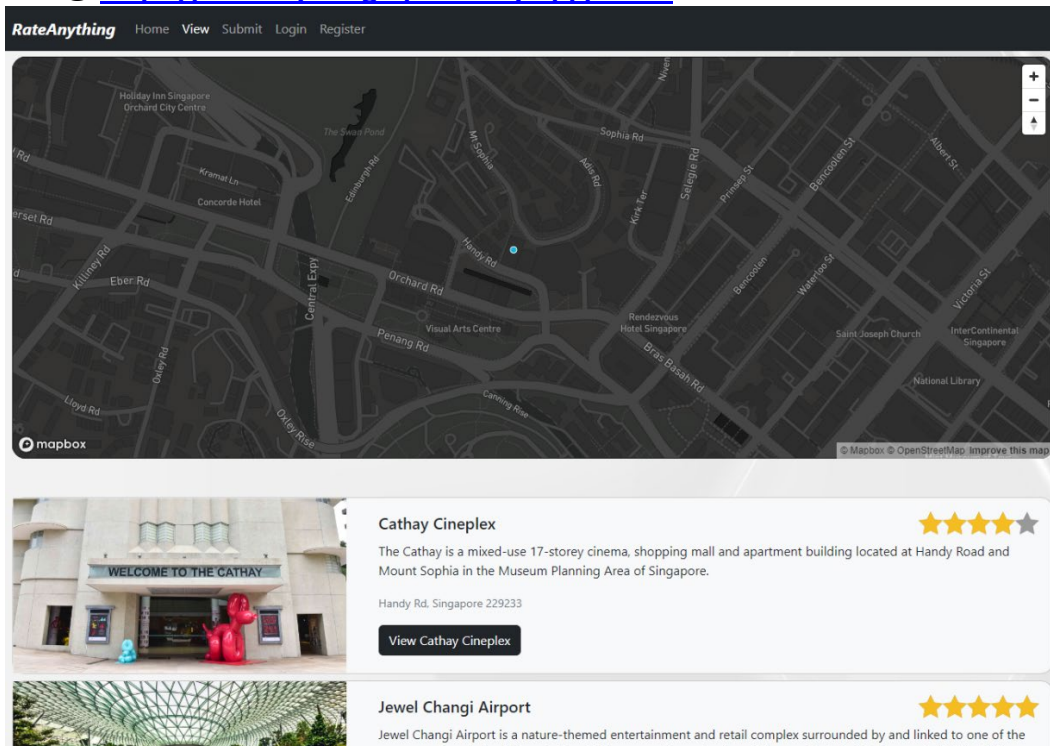 RateAnything Home View Submit Login Register
Holiday Inn Singapore
Orchard City Centre
Niven
The Swan Pond
Sophia Rd
Mt Sophia
Adis Rd
Selegie Rd
Prinsep St
Bencoolen St
Albert St
Rd
Kramat Ln
Edinburgh Rd
Concorde Hotel
Kirk Ter
erset Rd
Handy Rd
Killiney Rd
Eber Rd
Central Expy
Orchard Rd
Bencoolen
Waterloo St
Victoria St
Visual Arts Centre
Rendezvous
Hotel Singapore
Penang Rd
Saint Joseph Church
InterContinental
Singapore
Bras Basah Rd
Oxley Rd
National Library
Lloyd Rd
Canning Rise
Oxley Rise
mapbox
© Mapbox © OpenStreetMap Improve this map
WELCOME TO THE CATHAY
Cathay Cineplex
The Cathay is a mixed-use 17-storey cinema, shopping mall and apartment building located at Handy Road and
Mount Sophia in the Museum Planning Area of Singapore.
Handy Rd, Singapore 229233
View Cathay Cineplex
Jewel Changi Airport
Jewel Changi Airport is a nature-themed entertainment and retail complex surrounded by and linked to one of the